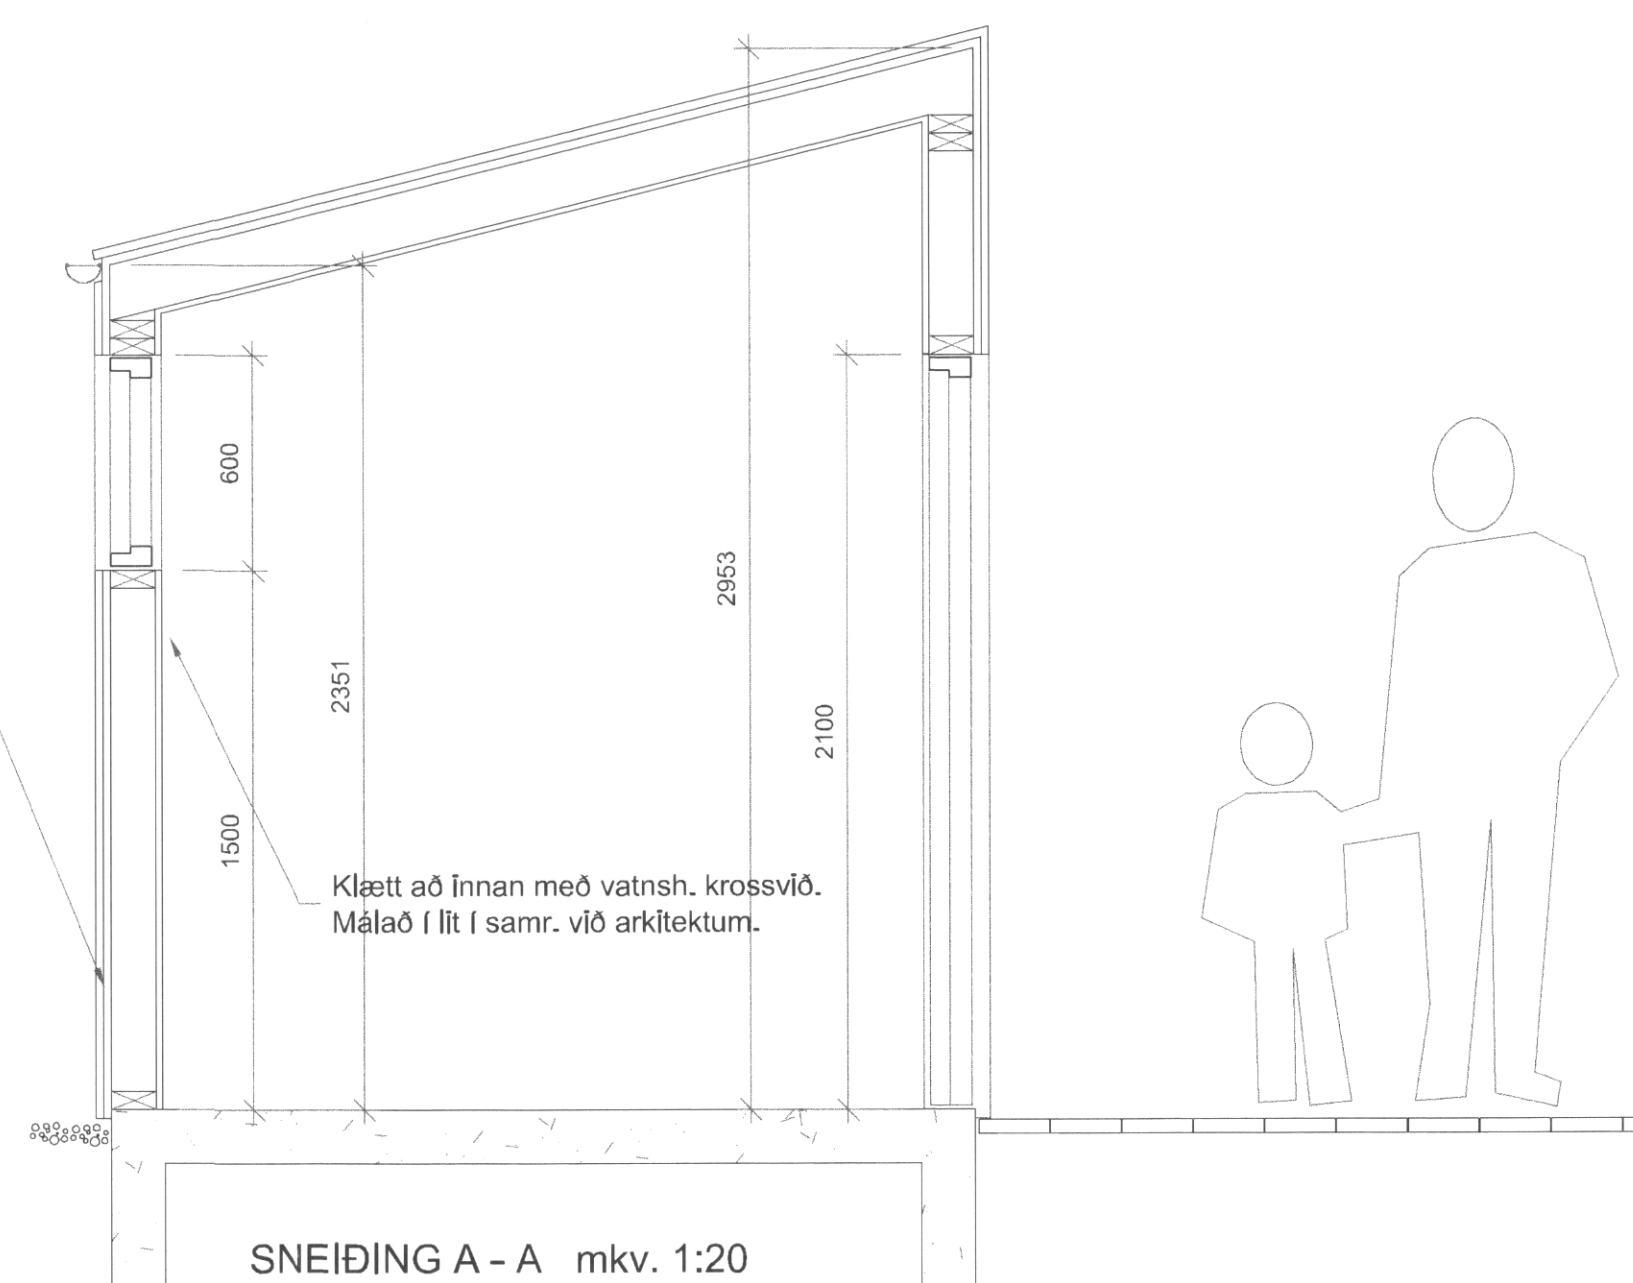 600
2953
2351
2100
1500
Klætt að innan með vatnsh. krossvið.
Málað í lit í samr. við arkitektum.
SNEIÐING A - A mkv. 1:20